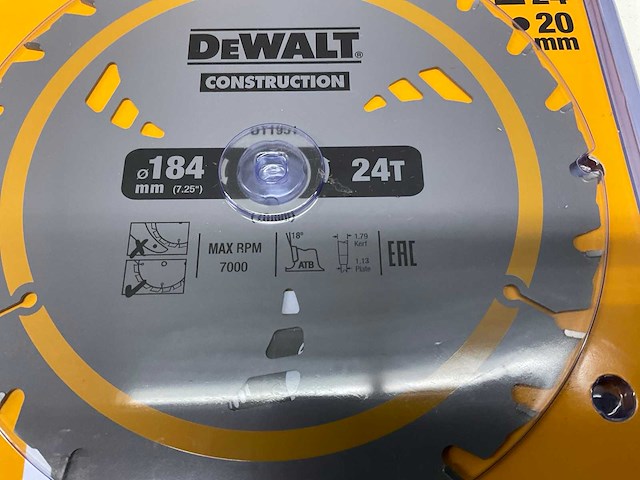 24
20
mm
DEWALT®
CONSTRUCTION
ø184
mm (7.25")
24T
MAX RPM
7000
18°
ATB
1.79
Kerf
1.13
Plate
EAC